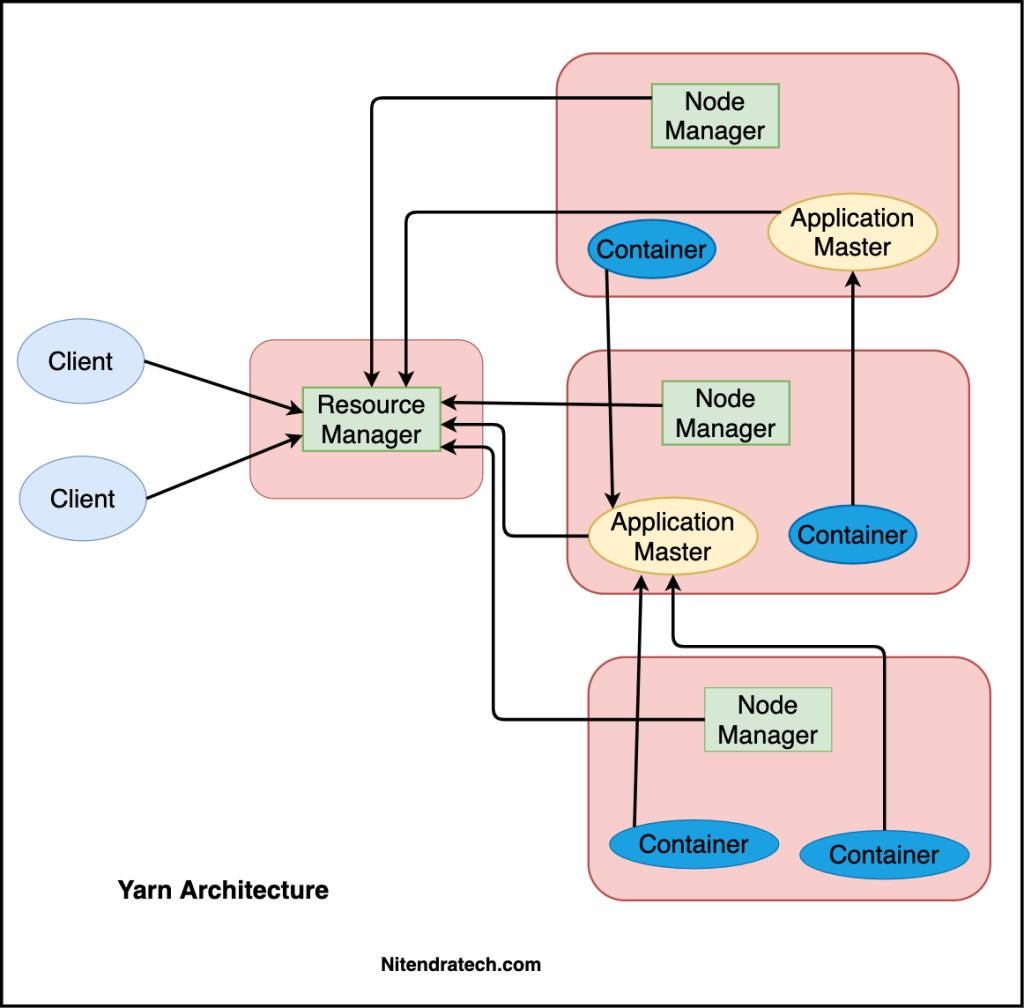 Node
Manager
Application
Master
Container
Client
Resource
Manager
Node
Manager
Client
Application
Master
Container
Node
Manager
Container
Container
Yarn Architecture
Nitendratech.com